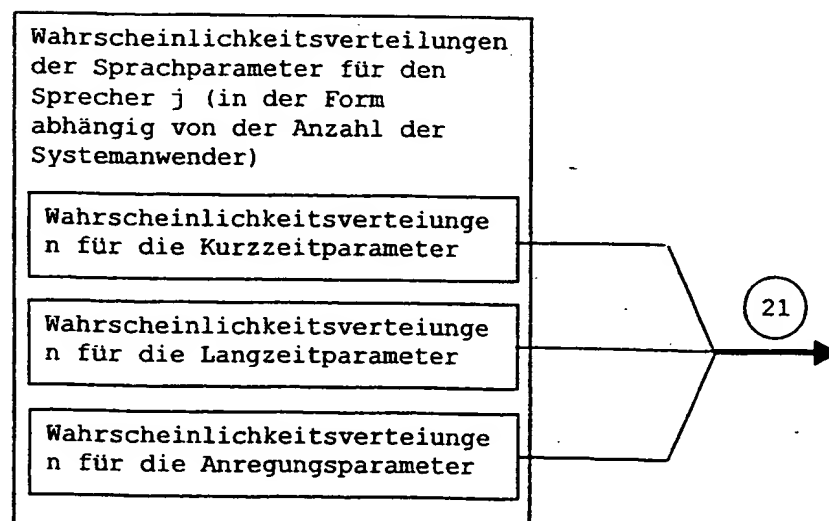 Wahrscheinlichkeitsverteilungen
der Sprachparameter für den
Sprecher j (in der Form
abhängig von der Anzahl der
Systemanwender)
Wahrscheinlichkeitsverteiunge
n für die Kurzzeitparameter
21
Wahrscheinlichkeitsverteiunge
n für die Langzeitparameter
Wahrscheinlichkeitsverteiunge
n für die Anregungsparameter